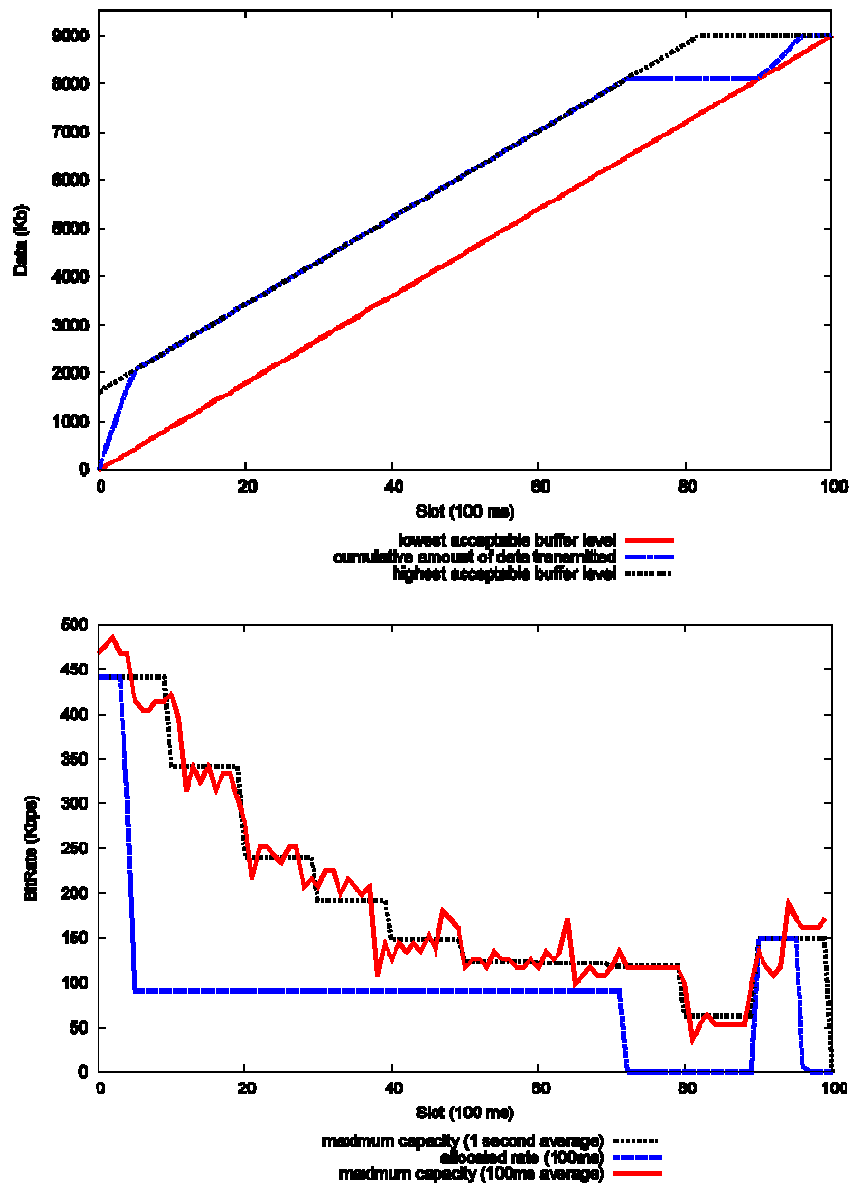 9000
8000
7000
6000
5000
4000
3000
2000
1000
0
Data (Kb)
0 20 40 60 80 100
Slot (100 ms)
lowest acceptable buffer level
cumulative amount of data transmitted
highest acceptable buffer level
500
450
400
350
300
250
200
150
100
50
0
BitRate (Kbps)
0 20 40 60 80 100
Slot (100 ms)
maximum capacity (1 second average)
allocated rate (100ms)
maximum capacity (100ms average)